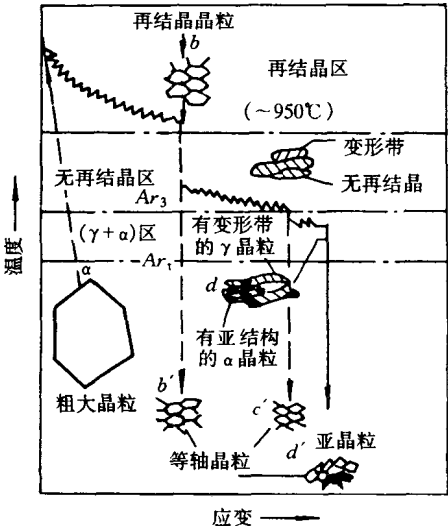 再结晶晶粒
b
再结晶区
(~950℃)
变形带
无再结晶区
无再结晶
Ar₃
(γ+α)区
有变形带
的γ晶粒
Ar₁
α
d
有亚结构
的α晶粒
粗大晶粒
b′
c′
d′
亚晶粒
等轴晶粒
温度
应变